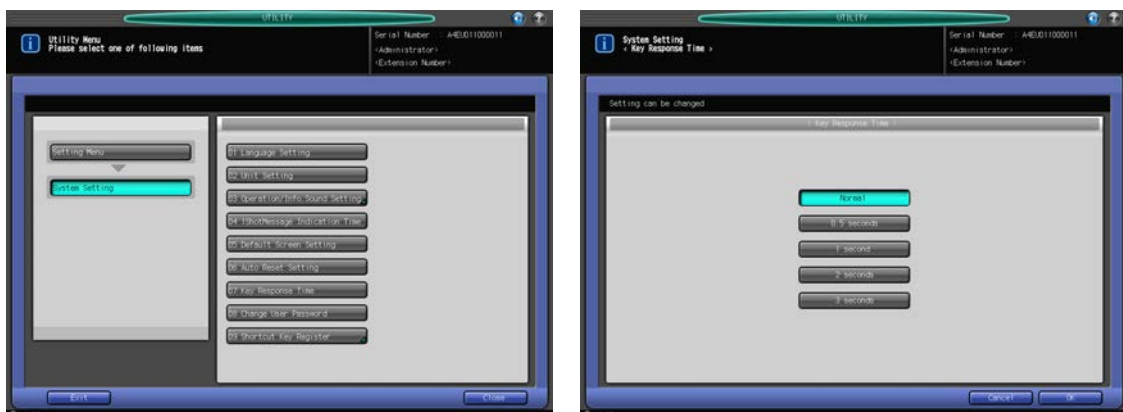 UTILITY
Utility Menu
Please select one of following items
Serial Number : A4EU011000011
<Administrator>
<Extension Number>
Setting Menu
System Setting
01 Language Setting
02 Unit Setting
03 Operation/Info.Sound Setting
04 1ShotMessage Indication Time
05 Default Screen Setting
06 Auto Reset Setting
07 Key Response Time
08 Change User Password
09 Shortcut Key Register
Exit
Close
UTILITY
System Setting
< Key Response Time >
Serial Number : A4EU011000011
<Administrator>
<Extension Number>
Setting can be changed
< Key Response Time >
Normal
0.5 seconds
1 second
2 seconds
3 seconds
Cancel
OK